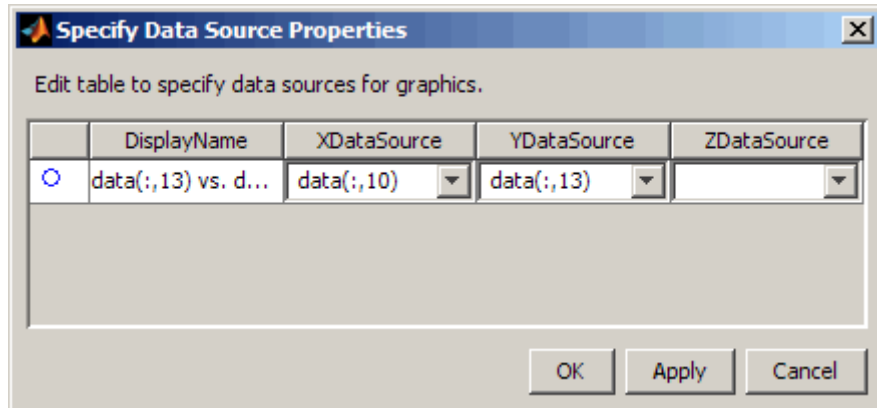 Specify Data Source Properties
Edit table to specify data sources for graphics.
DisplayName XDataSource YDataSource ZDataSource
data(:,13) vs. d... data(:,10) data(:,13)
OK Apply Cancel